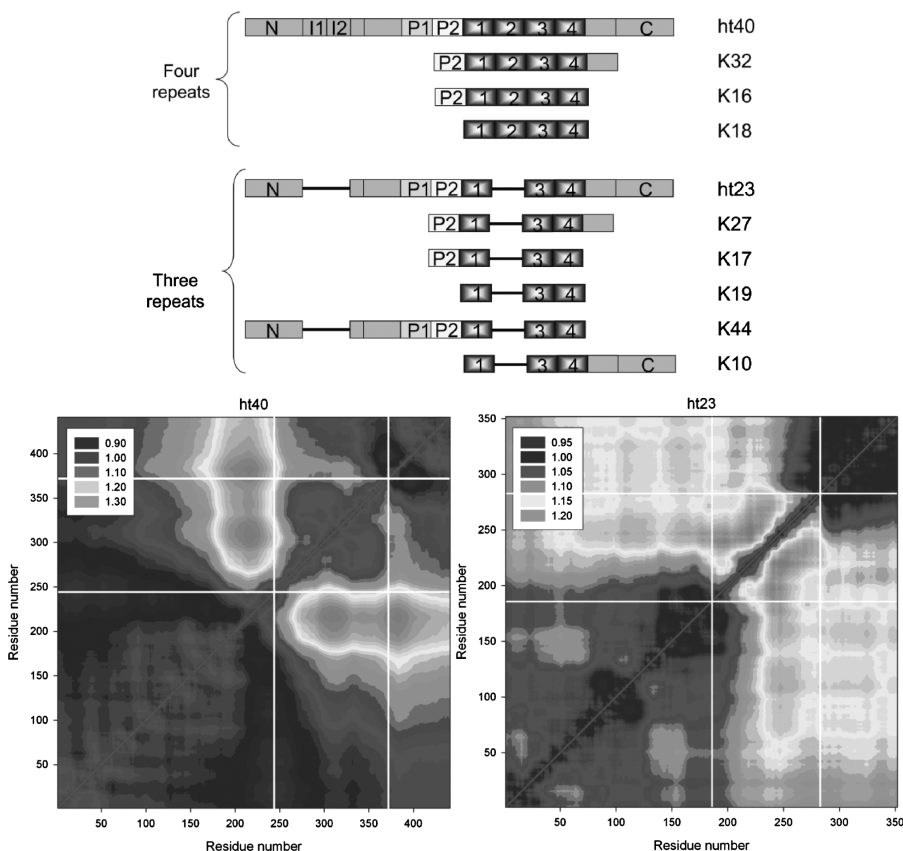 N I1 I2 P1 P2 1 2 3 4 C ht40
P2 1 2 3 4 K32
Four
repeats
P2 1 2 3 4 K16
1 2 3 4 K18
N P1 P2 1 3 4 C ht23
P2 1 3 4 K27
P2 1 3 4 K17
Three
repeats
1 3 4 K19
N P1 P2 1 3 4 K44
1 3 4 C K10
ht40
0.90
1.00
1.10
1.20
1.30
Residue number
400
350
300
250
200
150
100
50
50 100 150 200 250 300 350 400
Residue number
ht23
0.95
1.00
1.05
1.10
1.15
1.20
Residue number
350
300
250
200
150
100
50
50 100 150 200 250 300 350
Residue number